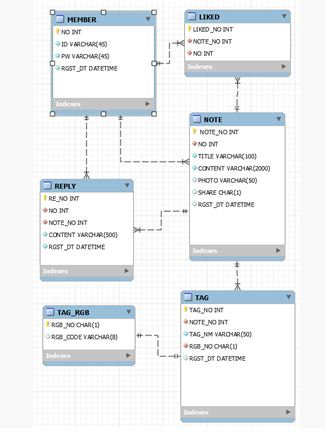 MEMBER
NO INT
ID VARCHAR(45)
PW VARCHAR(45)
RGST_DT DATETIME
Indexes
LIKED
LIKED_NO INT
NOTE_NO INT
NO INT
Indexes
NOTE
NOTE_NO INT
NO INT
TITLE VARCHAR(100)
CONTENT VARCHAR(2000)
PHOTO VARCHAR(50)
SHARE CHAR(1)
RGST_DT DATETIME
Indexes
REPLY
RE_NO INT
NO INT
NOTE_NO INT
CONTENT VARCHAR(500)
RGST_DT DATETIME
Indexes
TAG_RGB
RGB_NO CHAR(1)
RGB_CODE VARCHAR(8)
Indexes
TAG
TAG_NO INT
NOTE_NO INT
TAG_NM VARCHAR(50)
RGB_NO CHAR(1)
RGST_DT DATETIME
Indexes